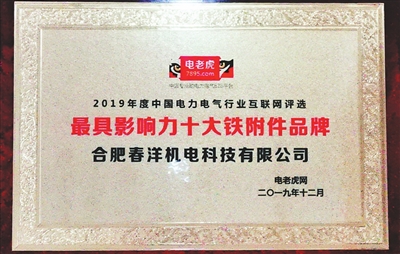 电老虎
7895.com
2019年度中国电力电气行业互联网评选
最具影响力十大铁附件品牌
合肥春洋机电科技有限公司
电老虎网
二〇一九年十二月